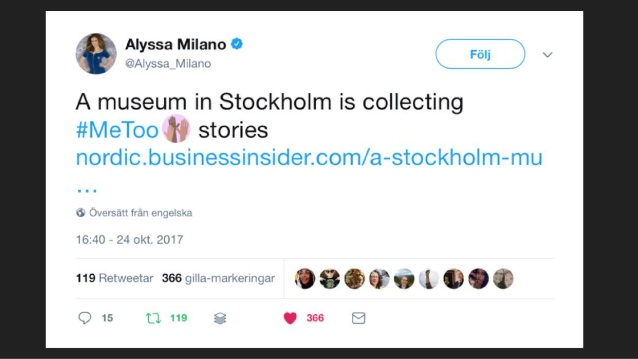 Alyssa Milano
@Alyssa_Milano
Följ
A museum in Stockholm is collecting
#MeToo stories
nordic.businessinsider.com/a-stockholm-mu
...
Översätt från engelska
16:40 - 24 okt. 2017
119 Retweetar 366 gilla-markeringar
15 119 366